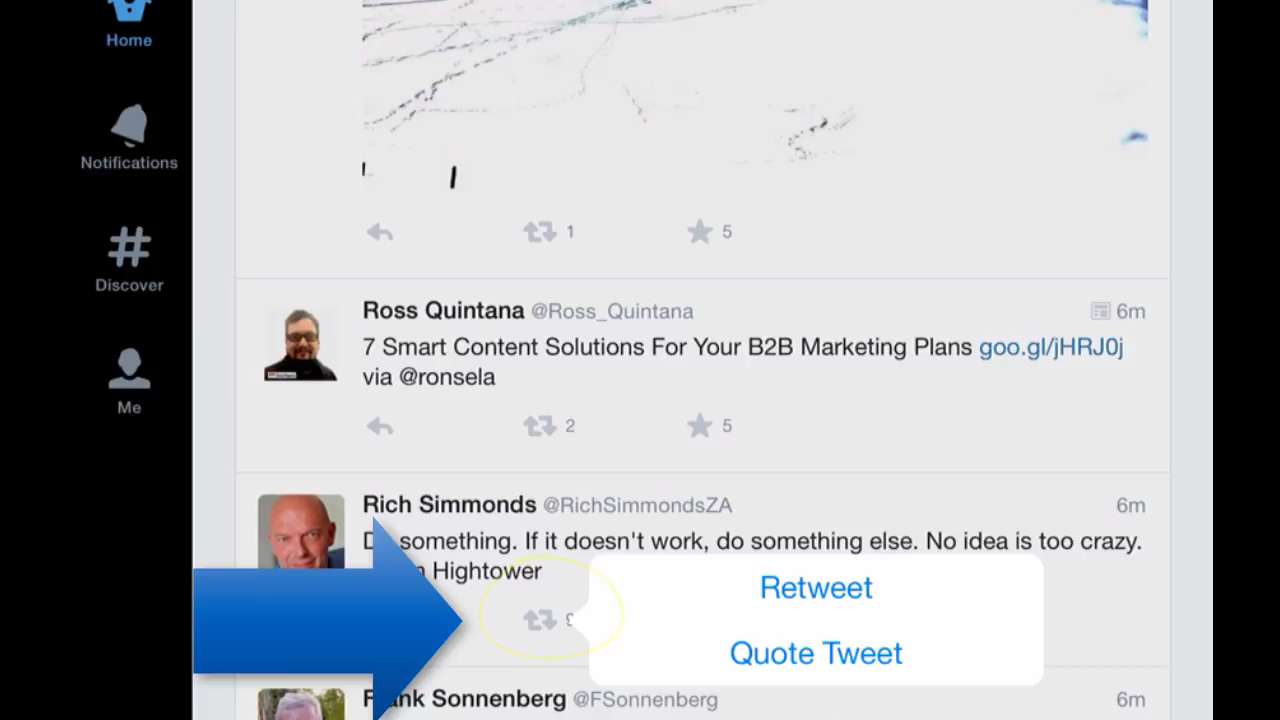 Home
Notifications
Discover
Me
1 5
Ross Quintana @Ross_Quintana 6m
7 Smart Content Solutions For Your B2B Marketing Plans goo.gl/jHRJ0j
via @ronsela
2 5
Rich Simmonds @RichSimmondsZA 6m
something. If it doesn't work, do something else. No idea is too crazy.
Hightower
Retweet
Quote Tweet
Sonnenberg @FSonnenberg 6m